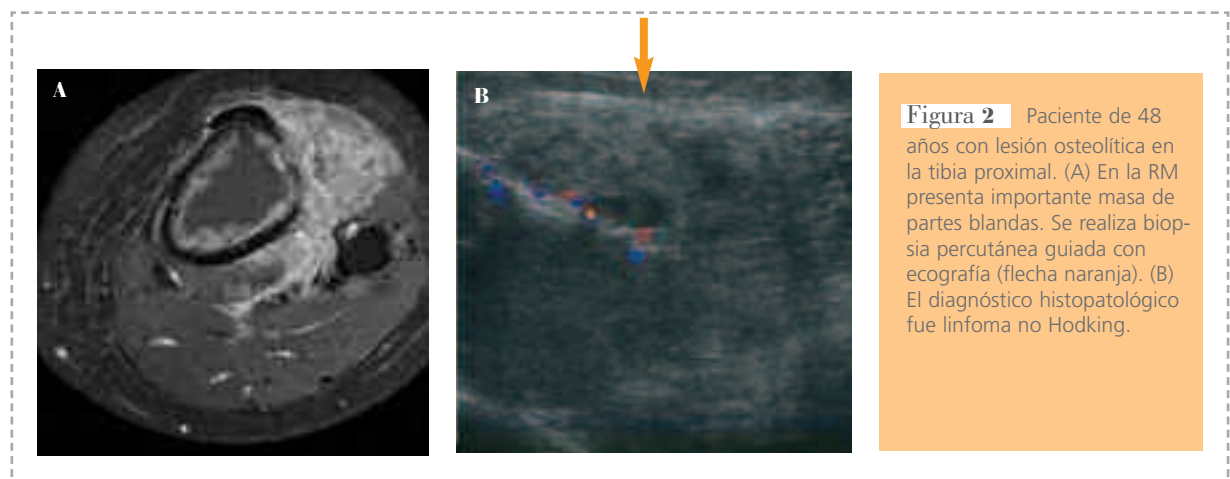 A
B
Figura 2 Paciente de 48
años con lesión osteolítica en
la tibia proximal. (A) En la RM
presenta importante masa de
partes blandas. Se realiza biop-
sia percutánea guiada con
ecografía (flecha naranja). (B)
El diagnóstico histopatológico
fue linfoma no Hodking.